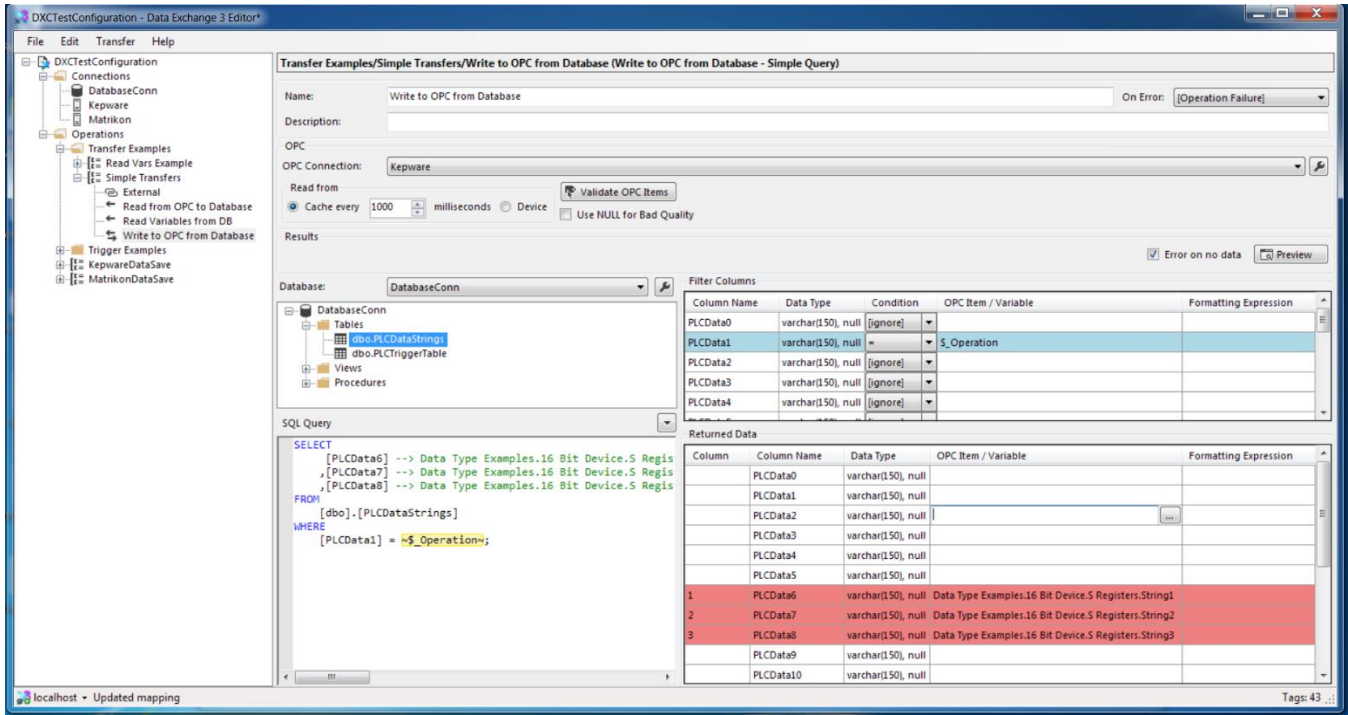 DXCTestConfiguration - Data Exchange 3 Editor*
File Edit Transfer Help
DXCTestConfiguration
Connections
DatabaseConn
Kepware
Matrikon
Operations
Transfer Examples
Read Vars Example
Simple Transfers
External
Read from OPC to Database
Read Variables from DB
Write to OPC from Database
Trigger Examples
KepwareDataSave
MatrikonDataSave
Transfer Examples/Simple Transfers/Write to OPC from Database (Write to OPC from Database - Simple Query)
Name: Write to OPC from Database On Error: [Operation Failure]
Description:
OPC
OPC Connection: Kepware
Read from
Cache every 1000 milliseconds Device
Validate OPC Items
Use NULL for Bad Quality
Results
Error on no data Preview
Database: DatabaseConn
DatabaseConn
Tables
dbo.PLCDataStrings
dbo.PLCTriggerTable
Views
Procedures
SQL Query
SELECT
[PLCData6] --> Data Type Examples.16 Bit Device.S Regis
,[PLCData7] --> Data Type Examples.16 Bit Device.S Regis
,[PLCData8] --> Data Type Examples.16 Bit Device.S Regis
FROM
[dbo].[PLCDataStrings]
WHERE
[PLCData1] = ~$_Operation~;
Filter Columns
Column Name Data Type Condition OPC Item / Variable Formatting Expression
PLCData0 varchar(150), null [ignore]
PLCData1 varchar(150), null = $_Operation
PLCData2 varchar(150), null [ignore]
PLCData3 varchar(150), null [ignore]
PLCData4 varchar(150), null [ignore]
Returned Data
Column Column Name Data Type OPC Item / Variable Formatting Expression
PLCData0 varchar(150), null
PLCData1 varchar(150), null
PLCData2 varchar(150), null ...
PLCData3 varchar(150), null
PLCData4 varchar(150), null
PLCData5 varchar(150), null
1 PLCData6 varchar(150), null Data Type Examples.16 Bit Device.S Registers.String1
2 PLCData7 varchar(150), null Data Type Examples.16 Bit Device.S Registers.String2
3 PLCData8 varchar(150), null Data Type Examples.16 Bit Device.S Registers.String3
PLCData9 varchar(150), null
PLCData10 varchar(150), null
localhost Updated mapping Tags: 43